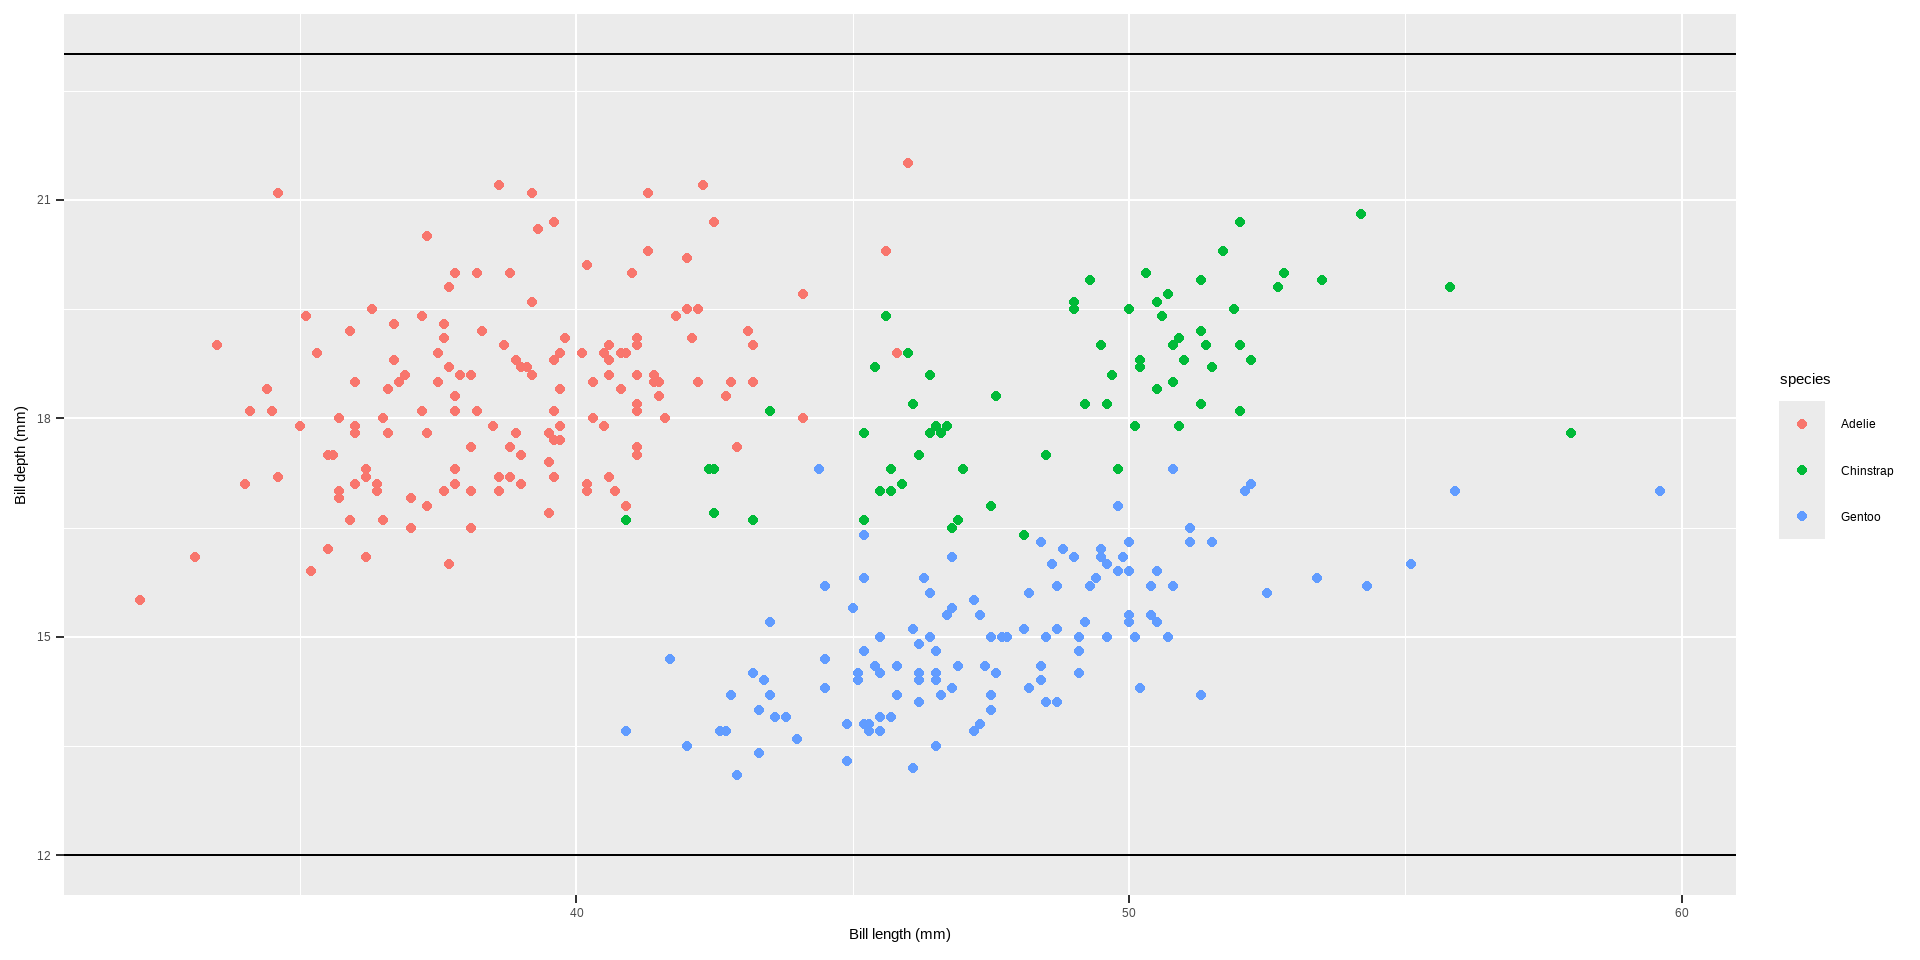 21
18
15
12
Bill depth (mm)
40
50
60
Bill length (mm)
species
Adelie
Chinstrap
Gentoo